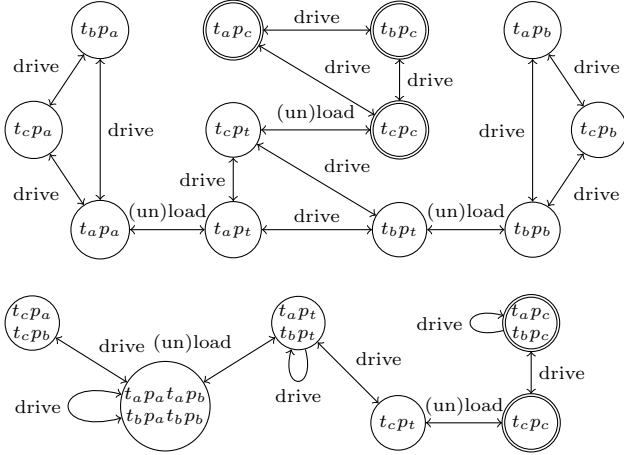 t_b p_a t_a p_c drive t_b p_c t_a p_b
drive drive drive drive
(un)load
t_c p_a drive t_c p_t t_c p_c drive t_c p_b
drive drive drive drive
(un)load drive (un)load
t_a p_a t_a p_t t_b p_t t_b p_b
t_c p_a t_a p_t t_a p_c
t_c p_b t_b p_t drive t_b p_c
drive (un)load
drive drive
drive t_a p_a t_a p_b drive (un)load
t_b p_a t_b p_b t_c p_t t_c p_c